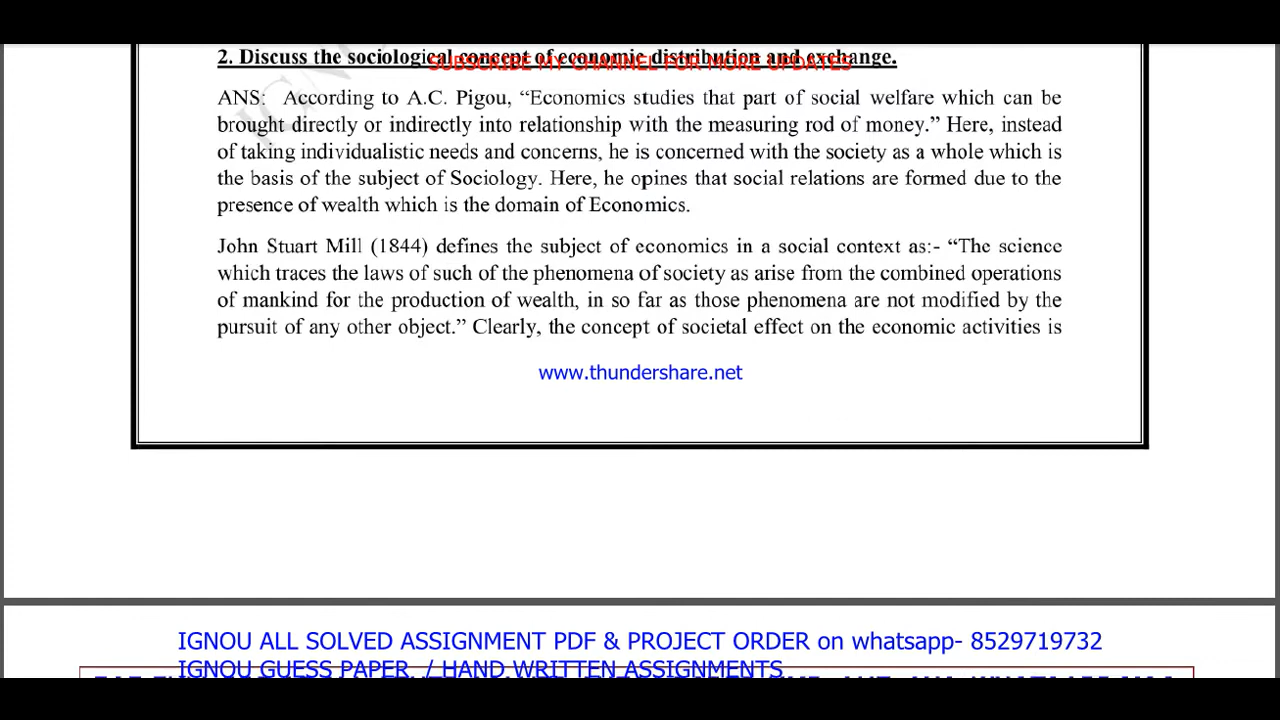 2. Discuss the sociological concept of economic distribution and exchange.
SUBSCRIBE MY CHANNEL FOR MORE UPDATES
ANS: According to A.C. Pigou, “Economics studies that part of social welfare which can be
brought directly or indirectly into relationship with the measuring rod of money.” Here, instead
of taking individualistic needs and concerns, he is concerned with the society as a whole which is
the basis of the subject of Sociology. Here, he opines that social relations are formed due to the
presence of wealth which is the domain of Economics.
John Stuart Mill (1844) defines the subject of economics in a social context as:- “The science
which traces the laws of such of the phenomena of society as arise from the combined operations
of mankind for the production of wealth, in so far as those phenomena are not modified by the
pursuit of any other object.” Clearly, the concept of societal effect on the economic activities is
www.thundershare.net
IGNOU ALL SOLVED ASSIGNMENT PDF & PROJECT ORDER on whatsapp- 8529719732
IGNOU GUESS PAPER / HAND WRITTEN ASSIGNMENTS